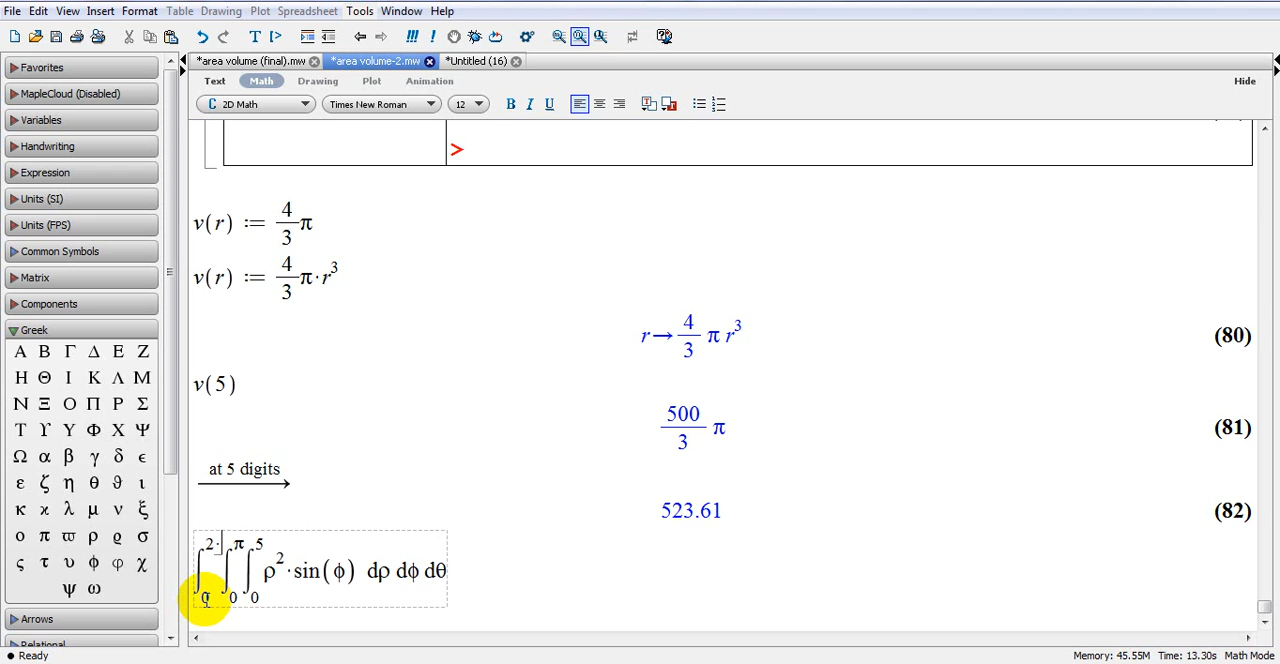 File Edit View Insert Format Table Drawing Plot Spreadsheet Tools Window Help
*area volume (final).mw *area volume-2.mw *Untitled (16)
Favorites
MapleCloud (Disabled)
Variables
Handwriting
Expression
Units (SI)
Units (FPS)
Common Symbols
Matrix
Components
Greek
Α Β Γ Δ Ε Ζ
Η Θ Ι Κ Λ Μ
Ν Ξ Ο Π Ρ Σ
Τ ϒ Υ Φ Χ Ψ
Ω α β γ δ ϵ
ε ζ η θ ϑ ι
κ ϰ λ μ ν ξ
ο π ϖ ρ ϱ σ
ς τ υ ϕ φ χ
ψ ω
Arrows
Relational
Text Math Drawing Plot Animation Hide
C 2D Math Times New Roman 12 B I U
>
v(r) := 4/3 π
v(r) := 4/3 π·r^3
r→4/3 π r^3 (80)
v(5)
500/3 π (81)
at 5 digits
523.61 (82)
∫_0^2· ∫_0^π ∫_0^5 ρ^2·sin(ϕ) dρ dϕ dθ
Ready Memory: 45.55M Time: 13.30s Math Mode